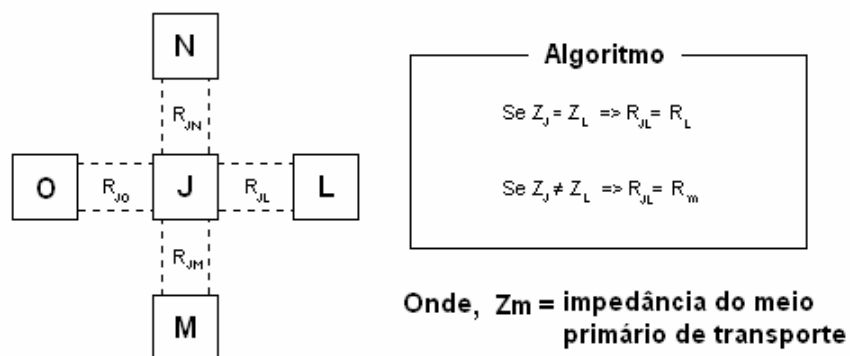 N
R_JN
O R_JO J R_JL L
R_JM
M
Algoritmo
Se Z_J = Z_L => R_JL = R_L
Se Z_J ≠ Z_L => R_JL = R_m
Onde, Zm = impedância do meio
primário de transporte